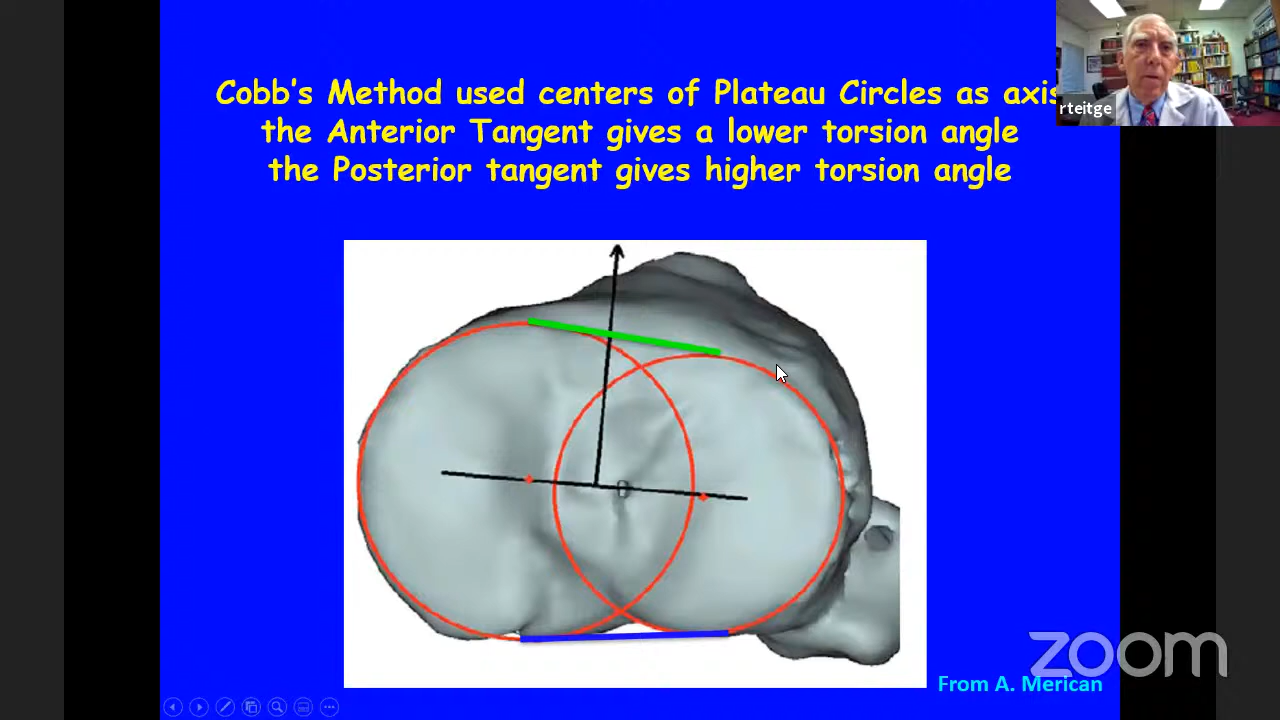 Cobb's Method used centers of Plateau Circles as axis
the Anterior Tangent gives a lower torsion angle
the Posterior tangent gives higher torsion angle
rteitge
zoom
From A. Merican